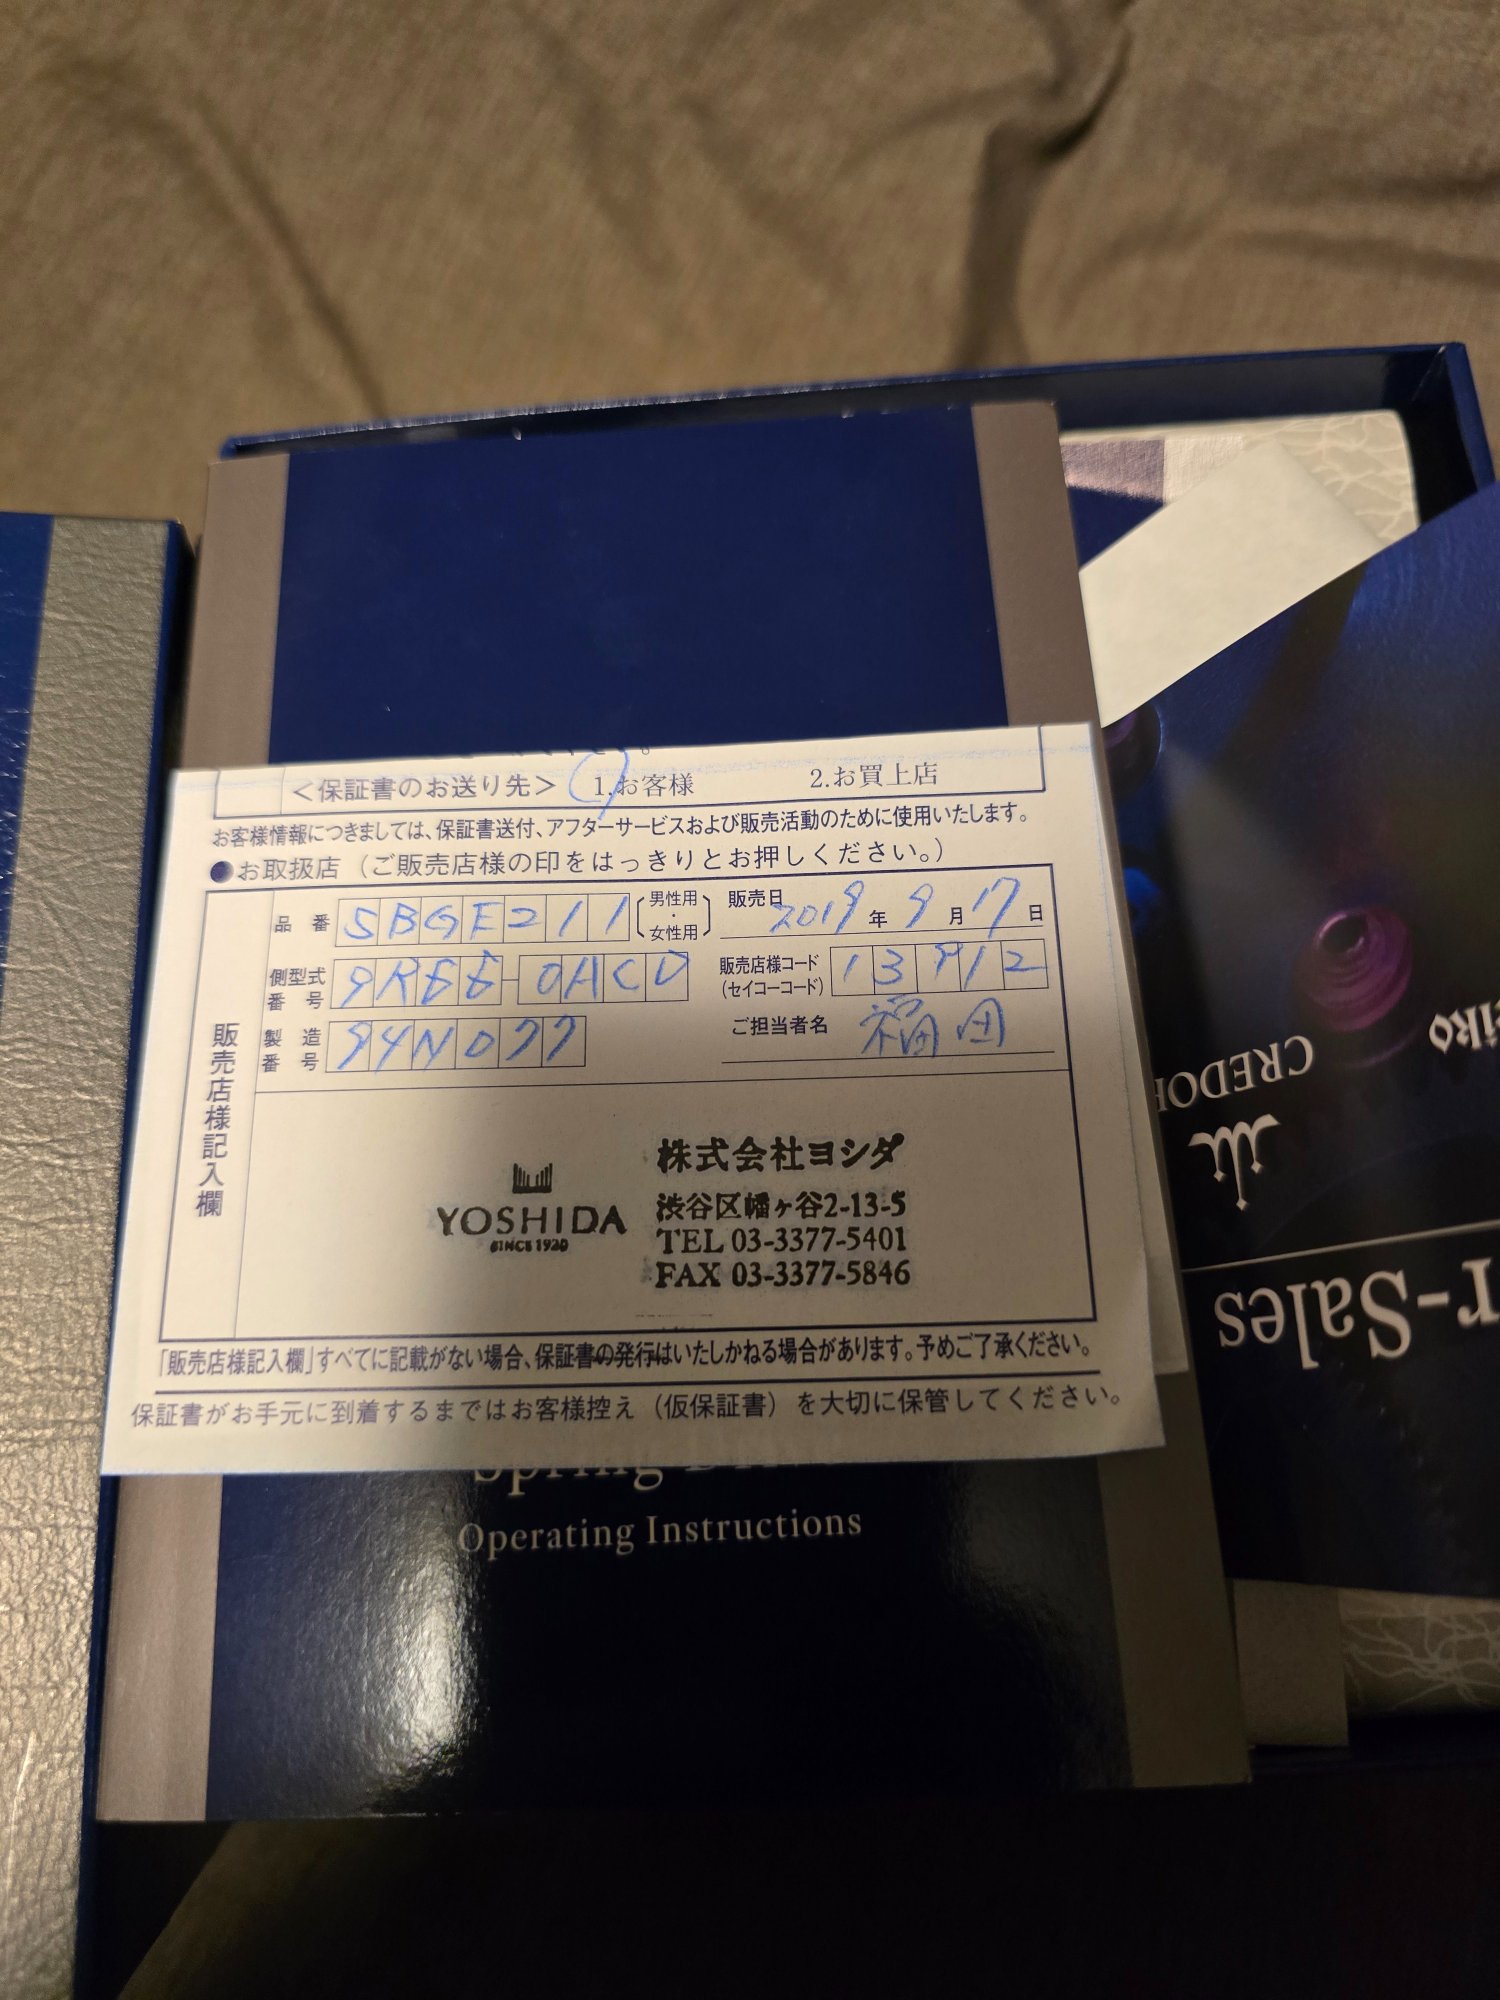 ＜保証書のお送り先＞ 1.お客様 2.お買上店
お客様情報につきましては、保証書送付、アフターサービスおよび販売活動のために使用いたします。
●お取扱店（ご販売店様の印をはっきりとお押しください。）
販売店様記入欄
品番 SBGE211 男性用・女性用
販売日 2019年9月17日
側型式番号 9R66-0ACD
販売店様コード（セイコーコード） 13912
製造番号 94N077
ご担当者名
YOSHIDA
SINCE 1920
株式会社ヨシダ
渋谷区幡ヶ谷2-13-5
TEL 03-3377-5401
FAX 03-3377-5846
「販売店様記入欄」すべてに記載がない場合、保証書の発行はいたしかねる場合があります。予めご了承ください。
保証書がお手元に到着するまではお客様控え（仮保証書）を大切に保管してください。
Spring
Operating Instructions
eiko
CREDOR
r-Sales